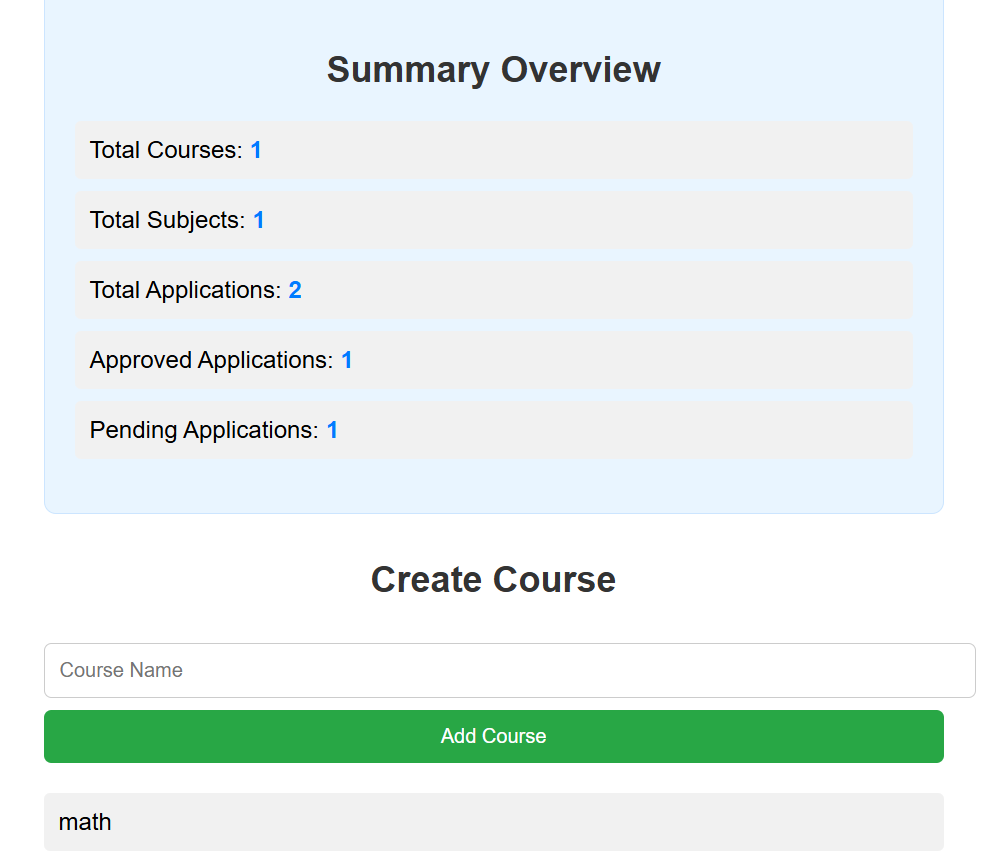 Summary Overview
Total Courses: 1
Total Subjects: 1
Total Applications: 2
Approved Applications: 1
Pending Applications: 1
Create Course
Course Name
Add Course
math